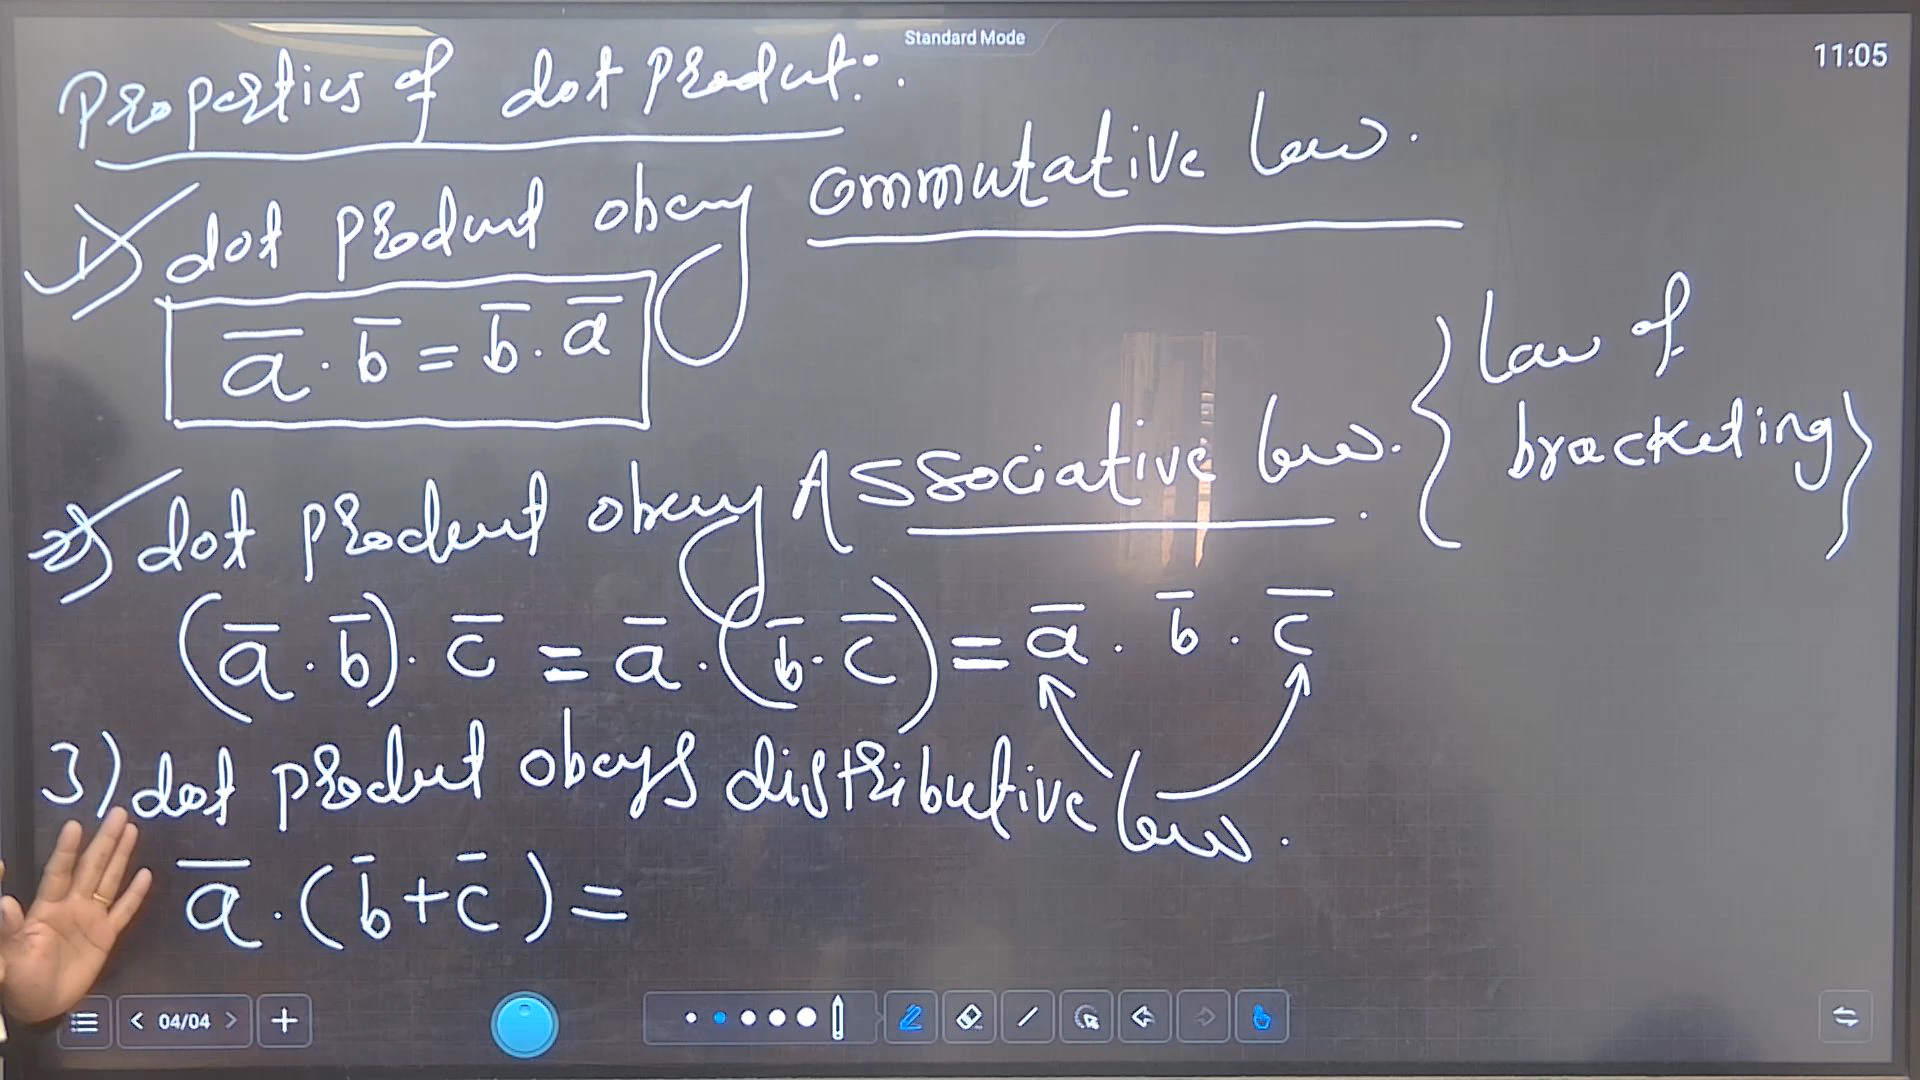 Standard Mode
11:05
Properties of dot product:.
1) dot product obey commutative law.
a̅ . b̅ = b̅ . a̅
2) dot product obey Associative law. {law of bracketing}
(a̅ . b̅) . c̅ = a̅ . (b̅ . c̅) = a̅ . b̅ . c̅
3) dot product obeys distributive law.
a̅ . (b̅ + c̅) =
04/04